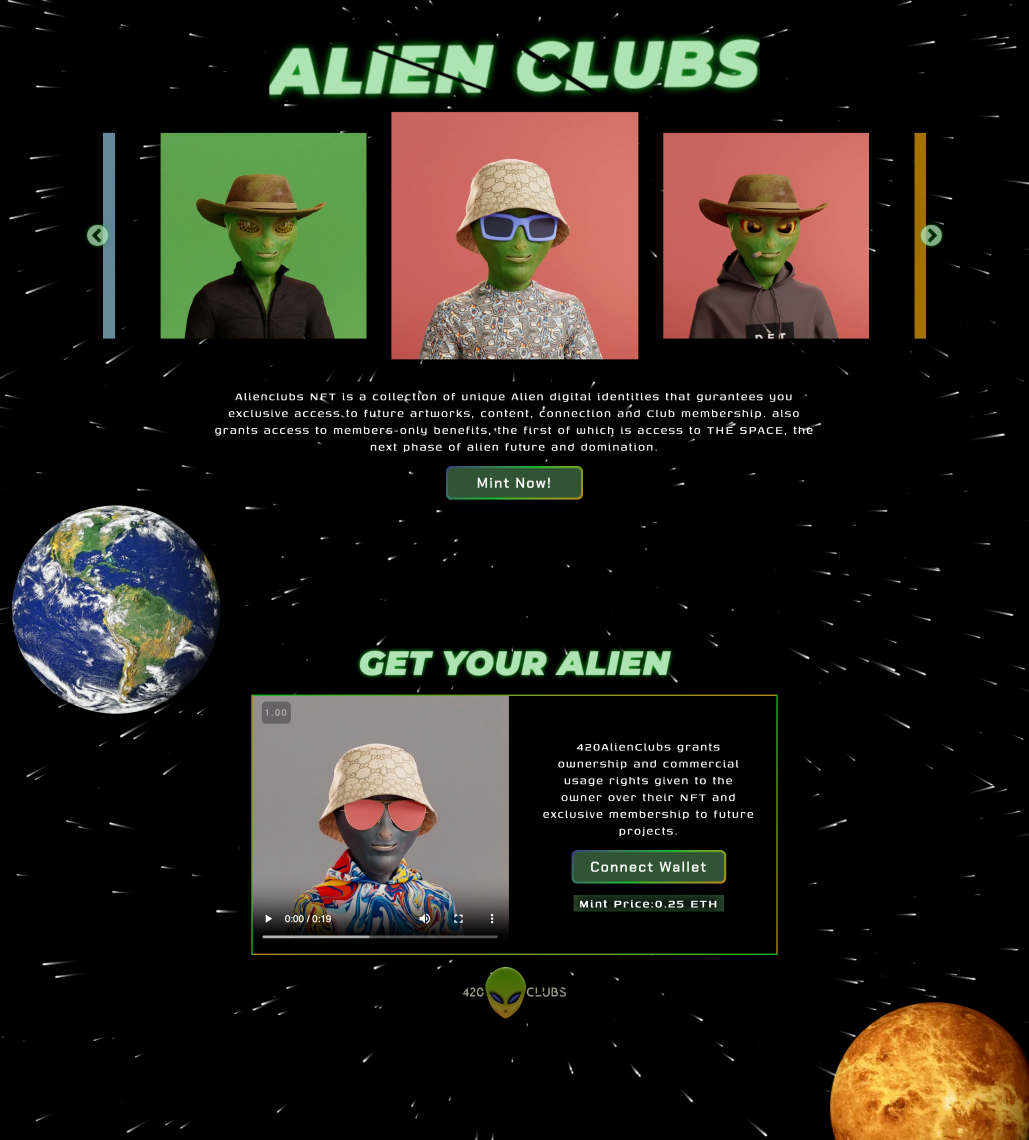 ALIEN CLUBS
Alienclubs NFT is a collection of unique Alien digital identities that gurantees you
exclusive access to future artworks, content, connection and Club membership. also
grants access to members-only benefits, the first of which is access to THE SPACE, the
next phase of alien future and domination.
Mint Now!
GET YOUR ALIEN
1.00
420AlienClubs grants
ownership and commercial
usage rights given to the
owner over their NFT and
exclusive membership to future
projects.
Connect Wallet
Mint Price:0.25 ETH
0:00 / 0:19
420 CLUBS